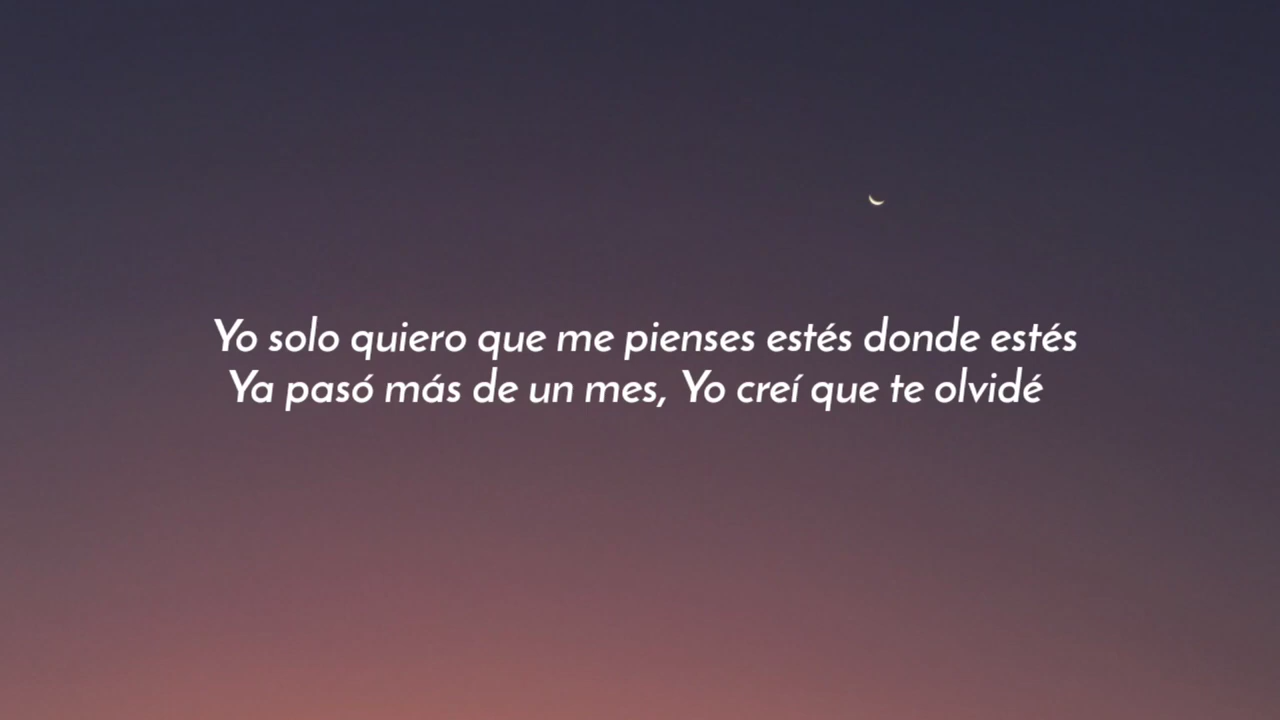 Yo solo quiero que me pienses estés donde estés
Ya pasó más de un mes, Yo creí que te olvidé